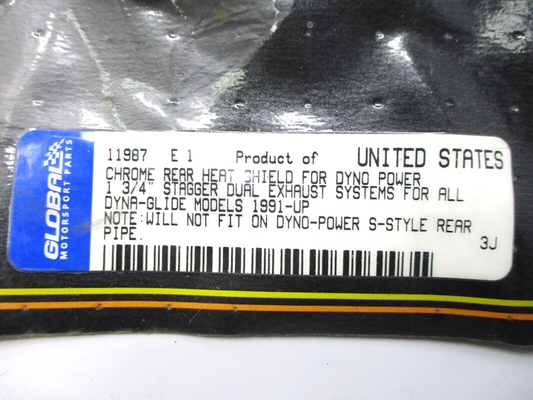 11987 E 1 Product of UNITED STATES
CHROME REAR HEAT SHIELD FOR DYNO POWER
1 3/4" STAGGER DUAL EXHAUST SYSTEMS FOR ALL
DYNA-GLIDE MODELS 1991-UP
NOTE:WILL NOT FIT ON DYNO-POWER S-STYLE REAR
PIPE.
3J
GLOBAL
MOTORSPORT PARTS